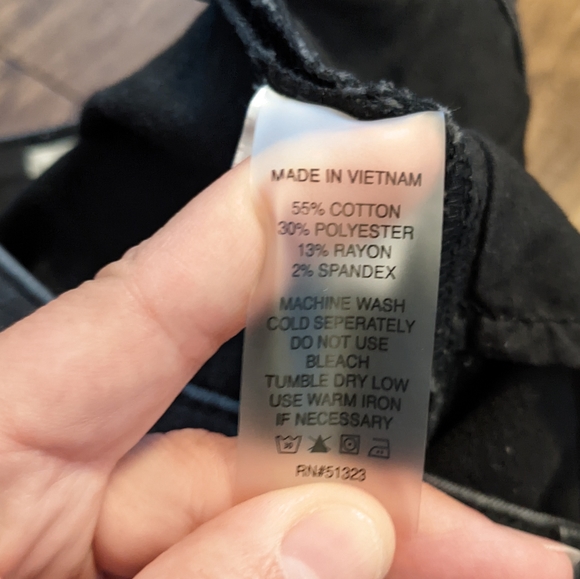 MADE IN VIETNAM
55% COTTON
30% POLYESTER
13% RAYON
2% SPANDEX
MACHINE WASH
COLD SEPERATELY
DO NOT USE
BLEACH
TUMBLE DRY LOW
USE WARM IRON
IF NECESSARY
RN#51323